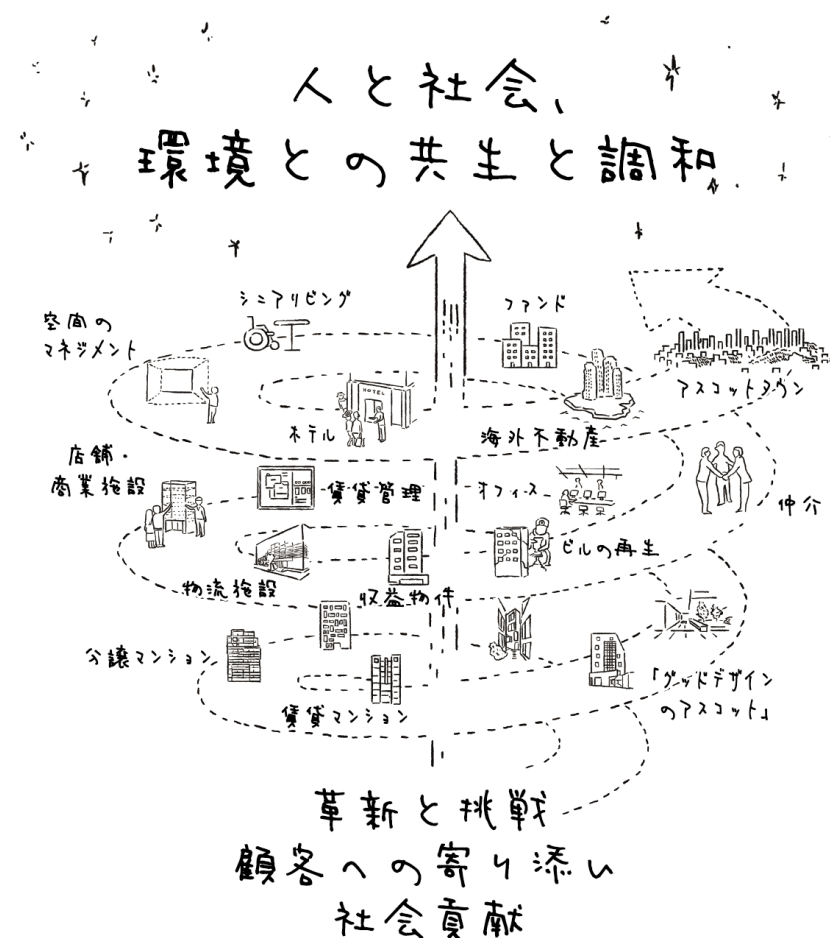 人と社会、
環境との共生と調和
シニアリビング
ファンド
空間の
マネジメント
アスコットタウン
HOTEL
ホテル
海外不動産
店舗・
商業施設
賃貸管理
オフィス
仲介
ビルの再生
物流施設
収益物件
分譲マンション
「グッドデザイン
のアスコット」
賃貸マンション
革新と挑戦
顧客への寄り添い
社会貢献